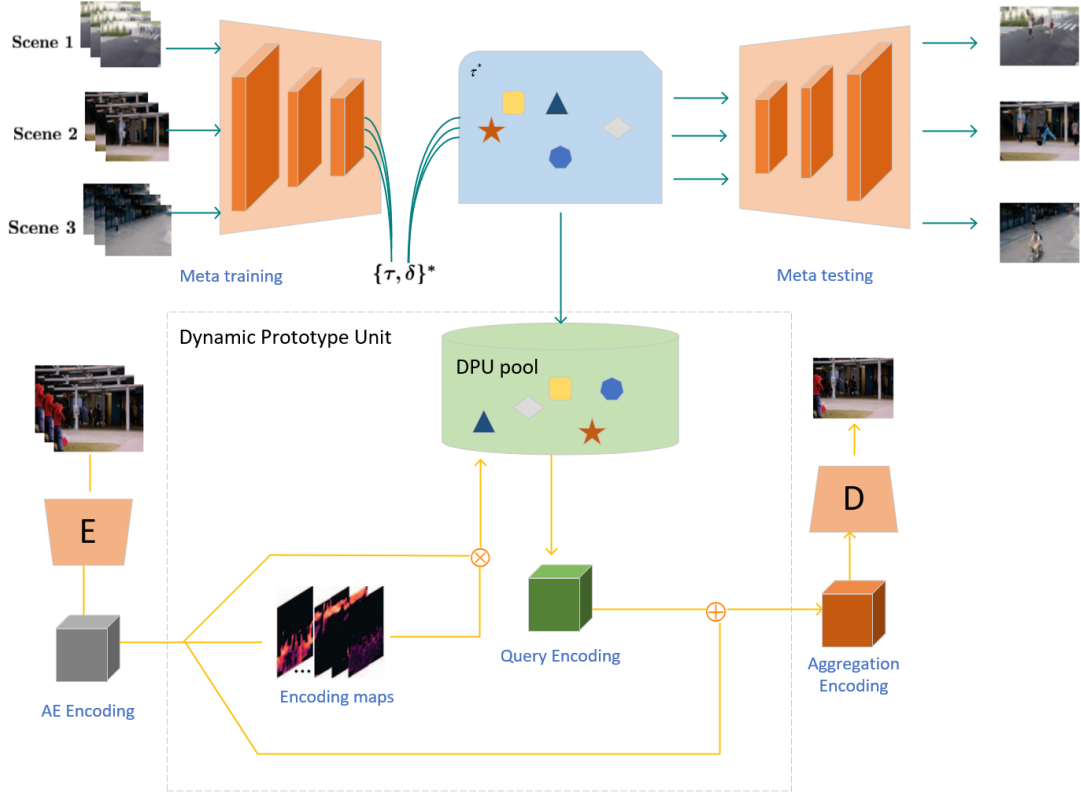 Scene 1
Scene 2
Scene 3
τ*
Meta training
{τ, δ}*
Meta testing
Dynamic Prototype Unit
DPU pool
E
D
...
AE Encoding
Encoding maps
Query Encoding
Aggregation
Encoding